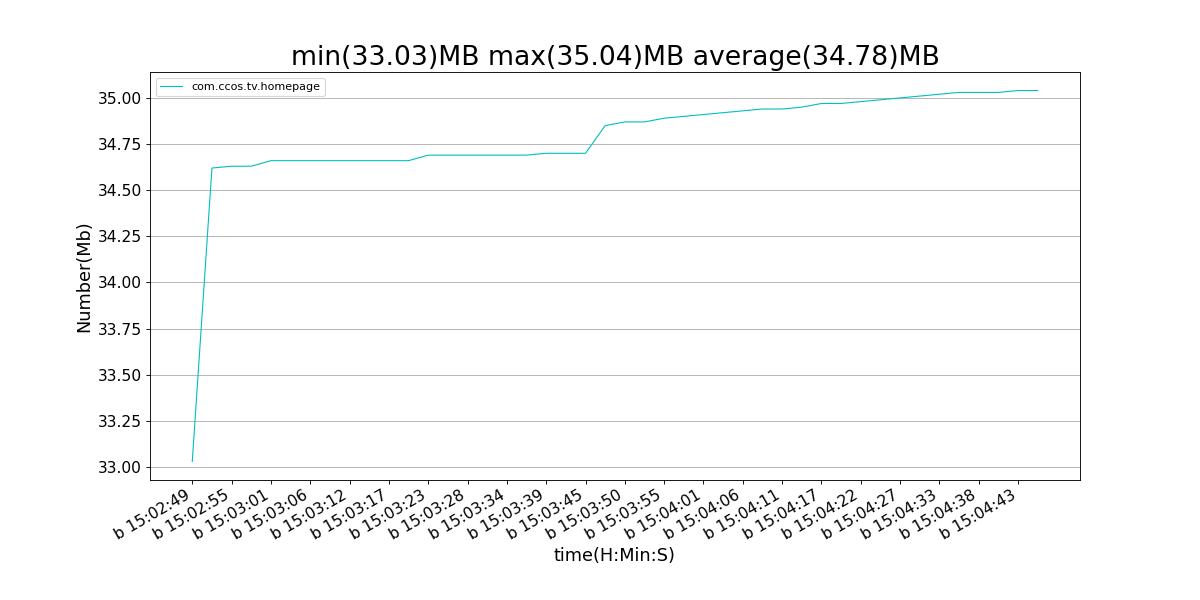 min(33.03)MB max(35.04)MB average(34.78)MB
com.ccos.tv.homepage
35.00
34.75
34.50
34.25
34.00
33.75
33.50
33.25
33.00
Number(Mb)
b 15:02:49
b 15:02:55
b 15:03:01
b 15:03:06
b 15:03:12
b 15:03:17
b 15:03:23
b 15:03:28
b 15:03:34
b 15:03:39
b 15:03:45
b 15:03:50
b 15:03:55
b 15:04:01
b 15:04:06
b 15:04:11
b 15:04:17
b 15:04:22
b 15:04:27
b 15:04:33
b 15:04:38
b 15:04:43
time(H:Min:S)